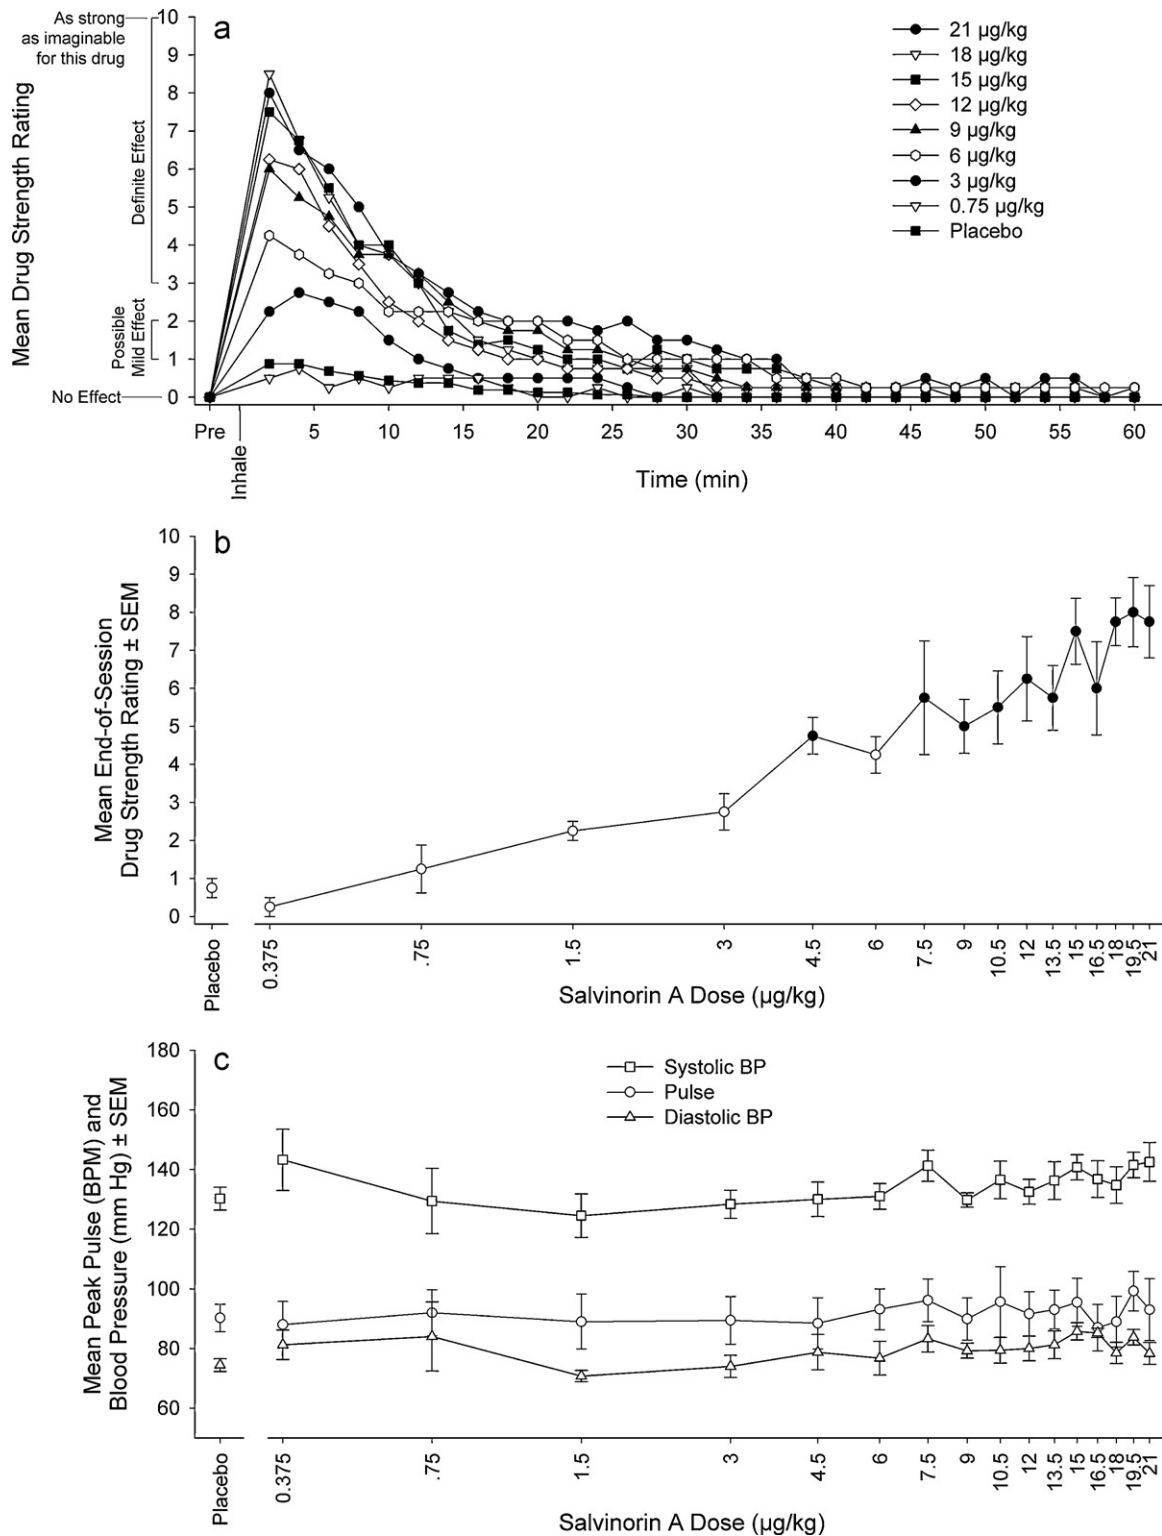 a
As strong
as imaginable
for this drug
Definite Effect
Possible
Mild Effect
No Effect
Mean Drug Strength Rating
10
9
8
7
6
5
4
3
2
1
0
21 µg/kg
18 µg/kg
15 µg/kg
12 µg/kg
9 µg/kg
6 µg/kg
3 µg/kg
0.75 µg/kg
Placebo
Pre
Inhale
5
10
15
20
25
30
35
40
45
50
55
60
Time (min)
b
Mean End-of-Session
Drug Strength Rating ± SEM
10
9
8
7
6
5
4
3
2
1
0
Placebo
0.375
.75
1.5
3
4.5
6
7.5
9
10.5
12
13.5
15
16.5
18
19.5
21
Salvinorin A Dose (µg/kg)
c
Mean Peak Pulse (BPM) and
Blood Pressure (mm Hg) ± SEM
180
160
140
120
100
80
60
Systolic BP
Pulse
Diastolic BP
Placebo
0.375
.75
1.5
3
4.5
6
7.5
9
10.5
12
13.5
15
16.5
18
19.5
21
Salvinorin A Dose (µg/kg)